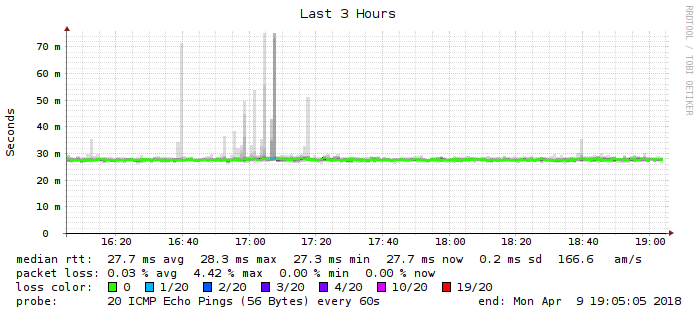 Last 3 Hours
RRDTOOL / TOBI OETIKER
Seconds
70 m
60 m
50 m
40 m
30 m
20 m
10 m
0
16:20 16:40 17:00 17:20 17:40 18:00 18:20 18:40 19:00
median rtt: 27.7 ms avg 28.3 ms max 27.3 ms min 27.7 ms now 0.2 ms sd 166.6 am/s
packet loss: 0.03 % avg 4.42 % max 0.00 % min 0.00 % now
loss color: 0 1/20 2/20 3/20 4/20 10/20 19/20
probe: 20 ICMP Echo Pings (56 Bytes) every 60s end: Mon Apr 9 19:05:05 2018